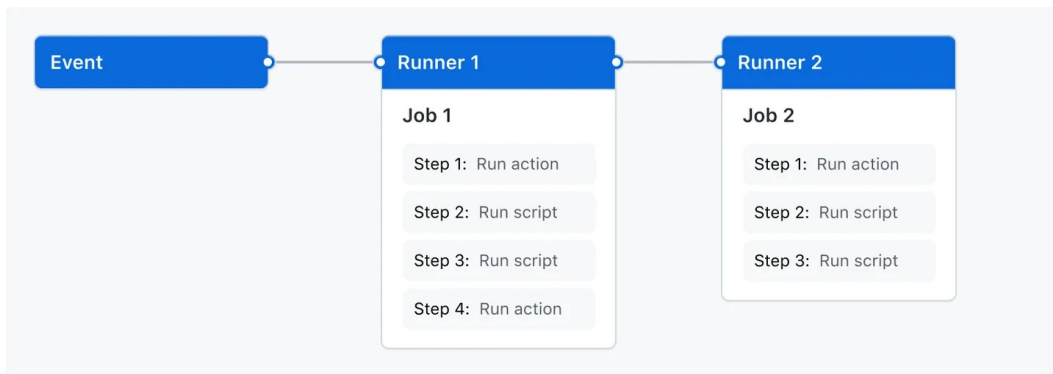 Event
Runner 1
Job 1
Step 1: Run action
Step 2: Run script
Step 3: Run script
Step 4: Run action
Runner 2
Job 2
Step 1: Run action
Step 2: Run script
Step 3: Run script